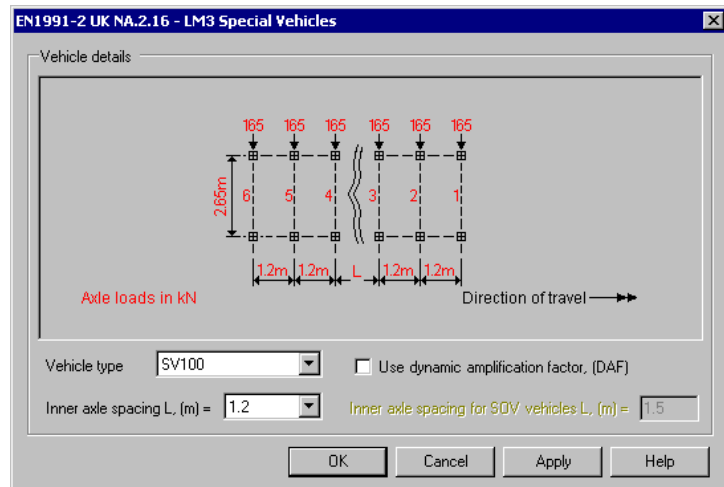 EN1991-2 UK NA.2.16 - LM3 Special Vehicles
Vehicle details
165 165 165 165 165 165
2.65m
6 5 4 3 2 1
1.2m 1.2m L 1.2m 1.2m
Axle loads in kN
Direction of travel
Vehicle type SV100 Use dynamic amplification factor, (DAF)
Inner axle spacing L, (m) = 1.2 Inner axle spacing for SOV vehicles L, (m) = 1.5
OK Cancel Apply Help